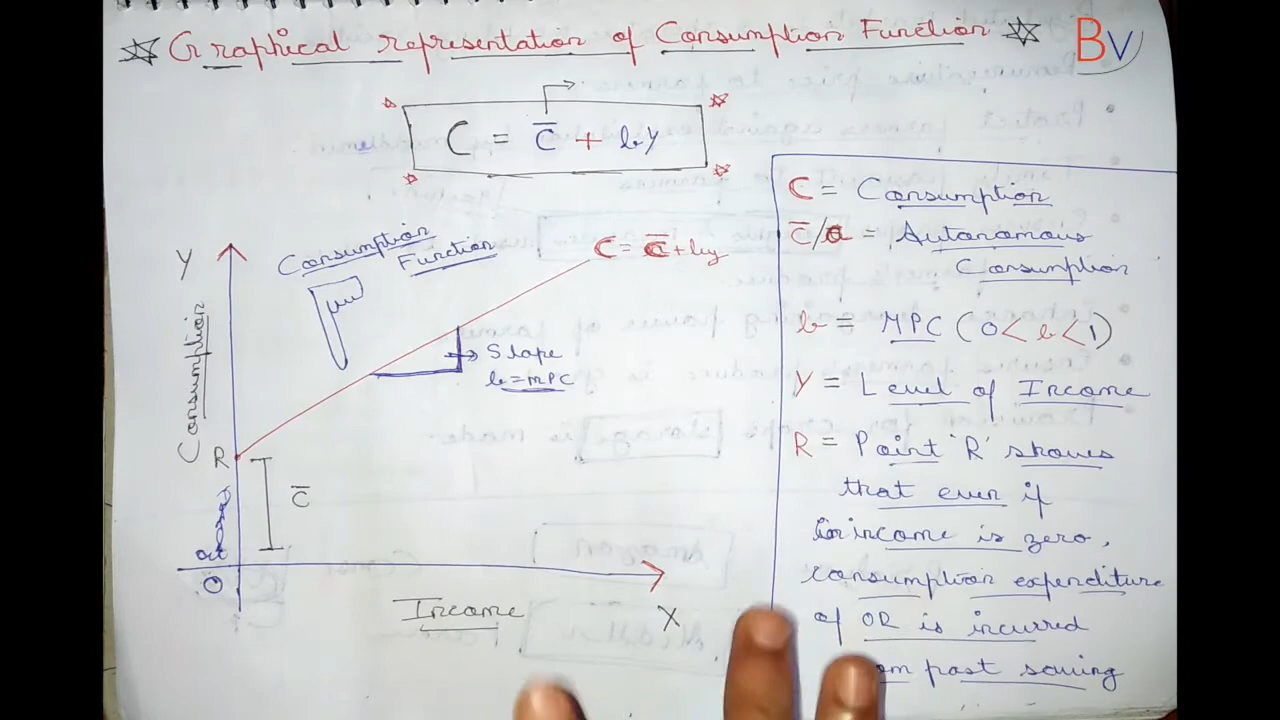 Graphical representation of Consumption Function
BV
C = C̅ + by
C = Consumption
C̅/a = Autonomous
Consumption
b = MPC (0 < b < 1)
Y = Level of Income
R = Point 'R' shows
that even if
income is zero,
consumption expenditure
of OR is incurred
past saving
Y
Consumption
Consumption
Function
C = a + by
Slope
b = MPC
R
C̅
O
Income
X